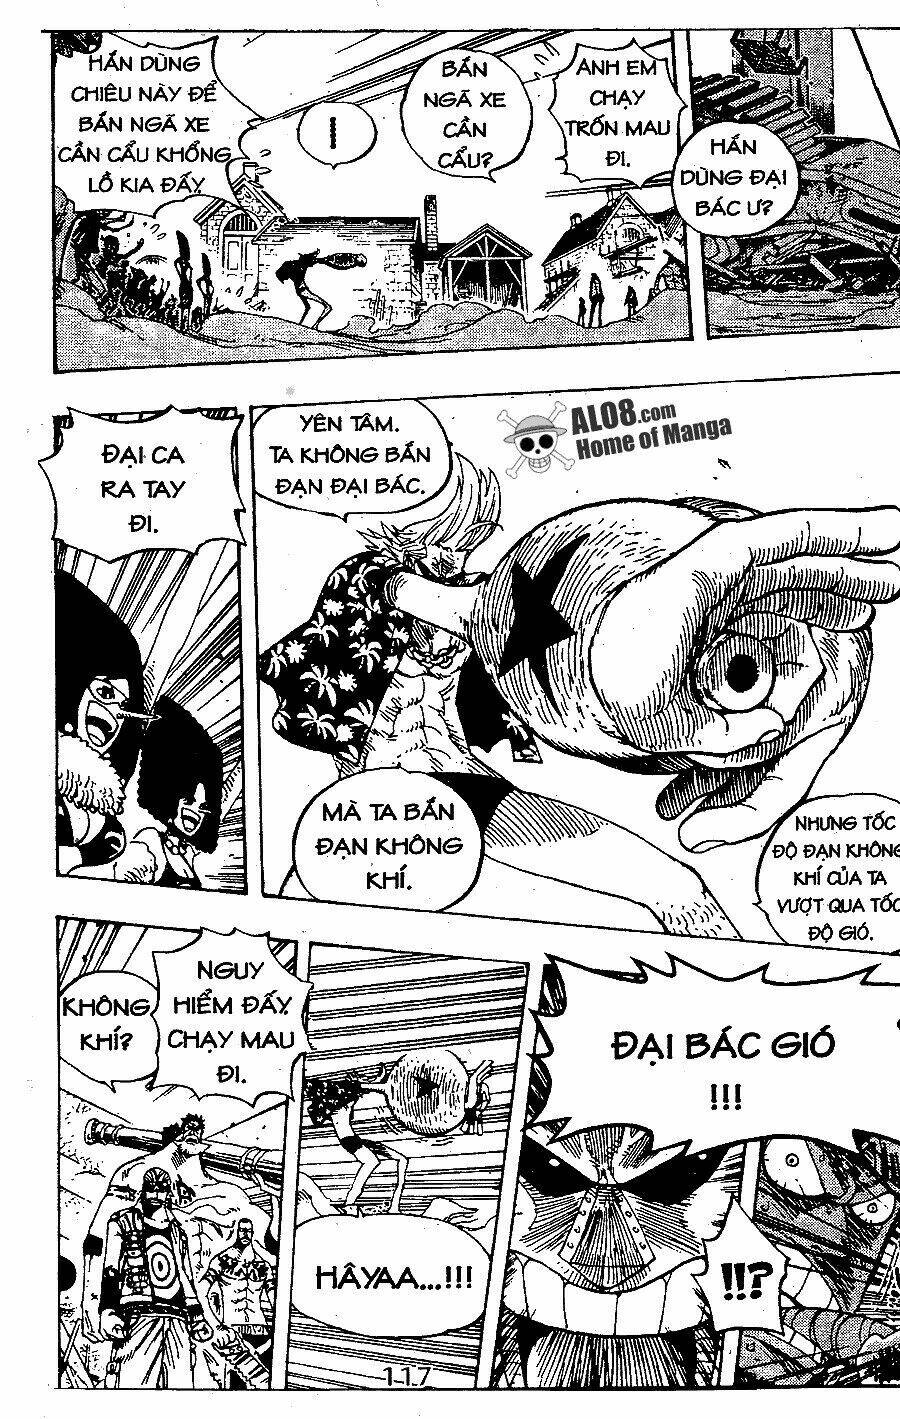 HẮN
DÙNG ĐẠI
BÁC Ư?
ANH EM
CHẠY
TRỐN MAU
ĐI.
BẮN
NGÃ XE
CẦN
CẨU?
!
HẮN DÙNG
CHIÊU NÀY ĐỂ
BẮN NGÃ XE
CẦN CẨU KHỔNG
LỒ KIA ĐẤY.
AL08.com
Home of Manga
YÊN TÂM.
TA KHÔNG BẮN
ĐẠN ĐẠI BÁC.
MÀ TA BẮN
ĐẠN KHÔNG
KHÍ.
NHƯNG TỐC
ĐỘ ĐẠN KHÔNG
KHÍ CỦA TA
VƯỢT QUA TỐC
ĐỘ GIÓ.
ĐẠI CA
RA TAY
ĐI.
ĐẠI BÁC GIÓ
!!!
!!?
HÂYAA...!!!
NGUY
HIỂM ĐẤY.
CHẠY MAU
ĐI.
KHÔNG
KHÍ?
117